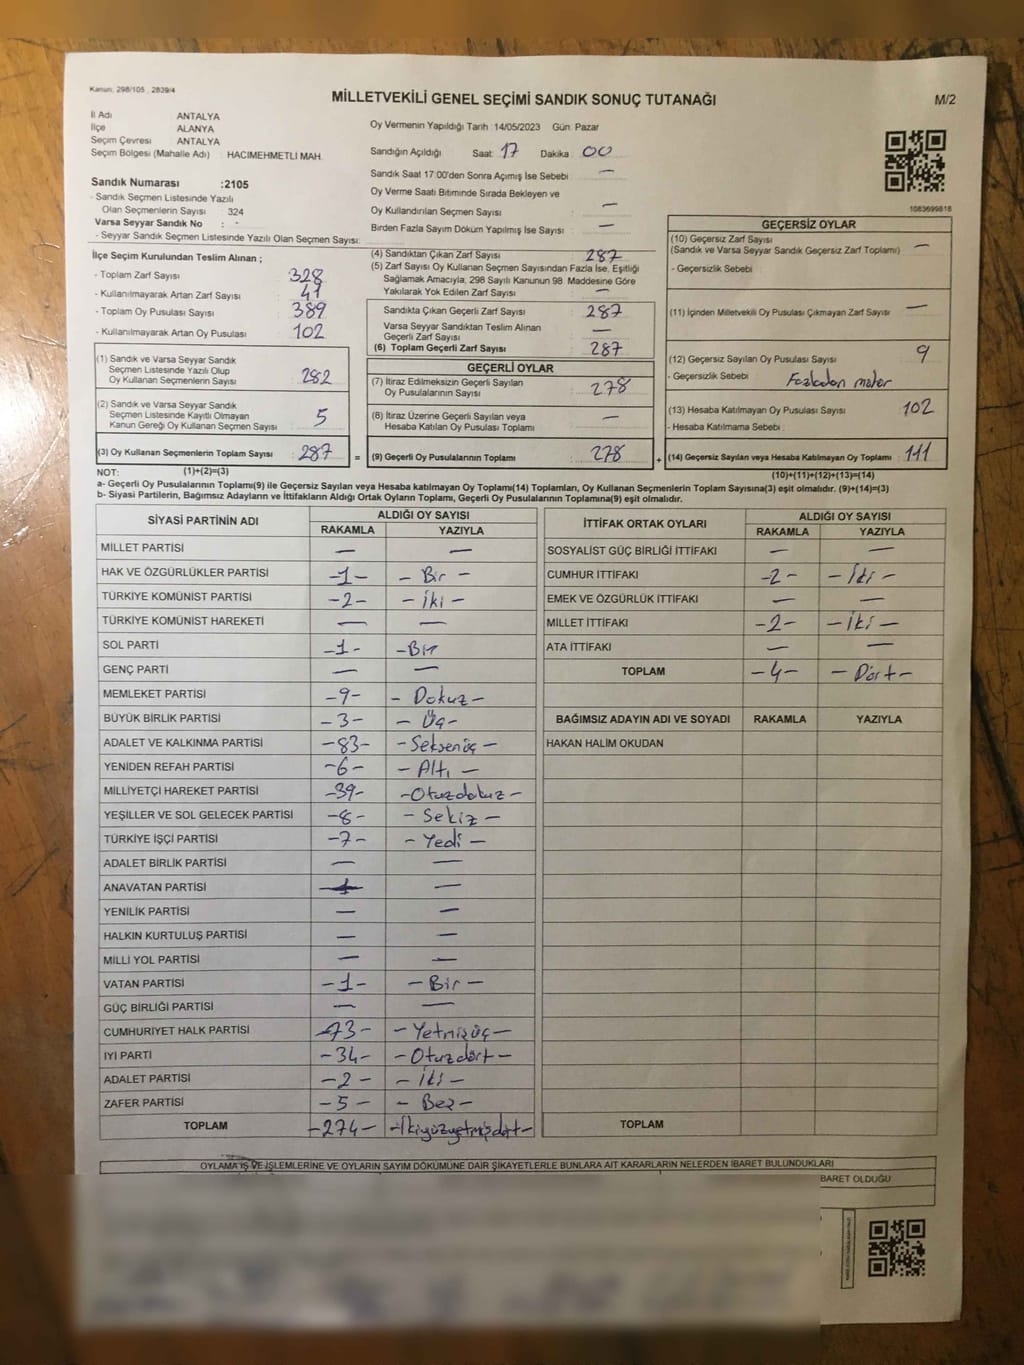 Kanun: 298/105 , 2839/4
MİLLETVEKİLİ GENEL SEÇİMİ SANDIK SONUÇ TUTANAĞI
M/2
İl Adı ANTALYA
İlçe ALANYA
Seçim Çevresi ANTALYA
Seçim Bölgesi (Mahalle Adı) HACIMEHMETLİ MAH.
Sandık Numarası :2105
- Sandık Seçmen Listesinde Yazılı
Olan Seçmenlerin Sayısı 324
Varsa Seyyar Sandık No : -
- Seyyar Sandık Seçmen Listesinde Yazılı Olan Seçmen Sayısı:
Oy Vermenin Yapıldığı Tarih :14/05/2023 Gün: Pazar
Sandığın Açıldığı Saat: 17 Dakika 00
Sandık Saat 17:00'den Sonra Açımış İse Sebebi —
Oy Verme Saati Bitiminde Sırada Bekleyen ve
Oy Kullandırılan Seçmen Sayısı : —
Birden Fazla Sayım Döküm Yapılmış İse Sayısı : —
1083699818
İlçe Seçim Kurulundan Teslim Alınan ;
- Toplam Zarf Sayısı 328
- Kullanılmayarak Artan Zarf Sayısı 41
- Toplam Oy Pusulası Sayısı 389
- Kullanılmayarak Artan Oy Pusulası 102
(1) Sandık ve Varsa Seyyar Sandık
Seçmen Listesinde Yazılı Olup
Oy Kullanan Seçmenlerin Sayısı : 282
(2) Sandık ve Varsa Seyyar Sandık
Seçmen Listesinde Kayıtlı Olmayan
Kanun Gereği Oy Kullanan Seçmen Sayısı : 5
(3) Oy Kullanan Seçmenlerin Toplam Sayısı : 287 =
(4) Sandıktan Çıkan Zarf Sayısı : 287
(5) Zarf Sayısı Oy Kullanan Seçmen Sayısından Fazla İse, Eşitliği
Sağlamak Amacıyla, 298 Sayılı Kanunun 98 Maddesine Göre
Yakılarak Yok Edilen Zarf Sayısı : —
Sandıkta Çıkan Geçerli Zarf Sayısı : 287
Varsa Seyyar Sandıktan Teslim Alınan
Geçerli Zarf Sayısı : —
(6) Toplam Geçerli Zarf Sayısı : 287
GEÇERLİ OYLAR
(7) İtiraz Edilmeksizin Geçerli Sayılan
Oy Pusulalarının Sayısı : 278
(8) İtiraz Üzerine Geçerli Sayılan veya
Hesaba Katılan Oy Pusulası Toplamı : —
(9) Geçerli Oy Pusulalarının Toplamı : 278 +
GEÇERSİZ OYLAR
(10) Geçersiz Zarf Sayısı
(Sandık ve Varsa Seyyar Sandık Geçersiz Zarf Toplamı) —
- Geçersizlik Sebebi :
(11) İçinden Milletvekili Oy Pusulası Çıkmayan Zarf Sayısı —
(12) Geçersiz Sayılan Oy Pusulası Sayısı : 9
- Geçersizlik Sebebi :
(13) Hesaba Katılmayan Oy Pusulası Sayısı : 102
- Hesaba Katılmama Sebebi :
(14) Geçersiz Sayılan veya Hesaba Katılmayan Oy Toplamı : 111
NOT: (1)+(2)=(3) (10)+(11)+(12)+(13)=(14)
a- Geçerli Oy Pusulalarının Toplamı(9) ile Geçersiz Sayılan veya Hesaba katılmayan Oy Toplamı(14) Toplamları, Oy Kullanan Seçmenlerin Toplam Sayısına(3) eşit olmalıdır. (9)+(14)=(3)
b- Siyasi Partilerin, Bağımsız Adayların ve İttifakların Aldığı Ortak Oyların Toplamı, Geçerli Oy Pusulalarının Toplamına(9) eşit olmalıdır.
SİYASİ PARTİNİN ADI ALDIĞI OY SAYISI
RAKAMLA YAZIYLA
MİLLET PARTİSİ — —
HAK VE ÖZGÜRLÜKLER PARTİSİ -1- - Bir -
TÜRKİYE KOMÜNİST PARTİSİ -2- - İki -
TÜRKİYE KOMÜNİST HAREKETİ — —
SOL PARTİ -1- -Bir
GENÇ PARTİ — —
MEMLEKET PARTİSİ -9- - Dokuz -
BÜYÜK BİRLİK PARTİSİ -3- - Üç -
ADALET VE KALKINMA PARTİSİ -83- - Seksenüç -
YENİDEN REFAH PARTİSİ -6- - Altı -
MİLLİYETÇİ HAREKET PARTİSİ -39- -Otuzdokuz-
YEŞİLLER VE SOL GELECEK PARTİSİ -8- - Sekiz -
TÜRKİYE İŞÇİ PARTİSİ -7- - Yedi -
ADALET BİRLİK PARTİSİ — —
ANAVATAN PARTİSİ — —
YENİLİK PARTİSİ — —
HALKIN KURTULUŞ PARTİSİ — —
MİLLİ YOL PARTİSİ — —
VATAN PARTİSİ -1- - Bir -
GÜÇ BİRLİĞİ PARTİSİ — —
CUMHURİYET HALK PARTİSİ -73- - Yetmişüç -
İYİ PARTİ -34- - Otuzdört -
ADALET PARTİSİ -2- - İki -
ZAFER PARTİSİ -5- - Beş -
TOPLAM -274- -İkiyüzyetmişdört-
İTTİFAK ORTAK OYLARI ALDIĞI OY SAYISI
RAKAMLA YAZIYLA
SOSYALİST GÜÇ BİRLİĞİ İTTİFAKI — —
CUMHUR İTTİFAKI -2- - İki -
EMEK VE ÖZGÜRLÜK İTTİFAKI — —
MİLLET İTTİFAKI -2- - İki -
ATA İTTİFAKI — —
TOPLAM -4- - Dört -
BAĞIMSIZ ADAYIN ADI VE SOYADI RAKAMLA YAZIYLA
HAKAN HALİM OKUDAN
TOPLAM
OYLAMA İŞ VE İŞLEMLERİNE VE OYLARIN SAYIM DÖKÜMÜNE DAİR ŞİKAYETLERLE BUNLARA AİT KARARLARIN NELERDEN İBARET BULUNDUKLARI
BARET OLDUĞU